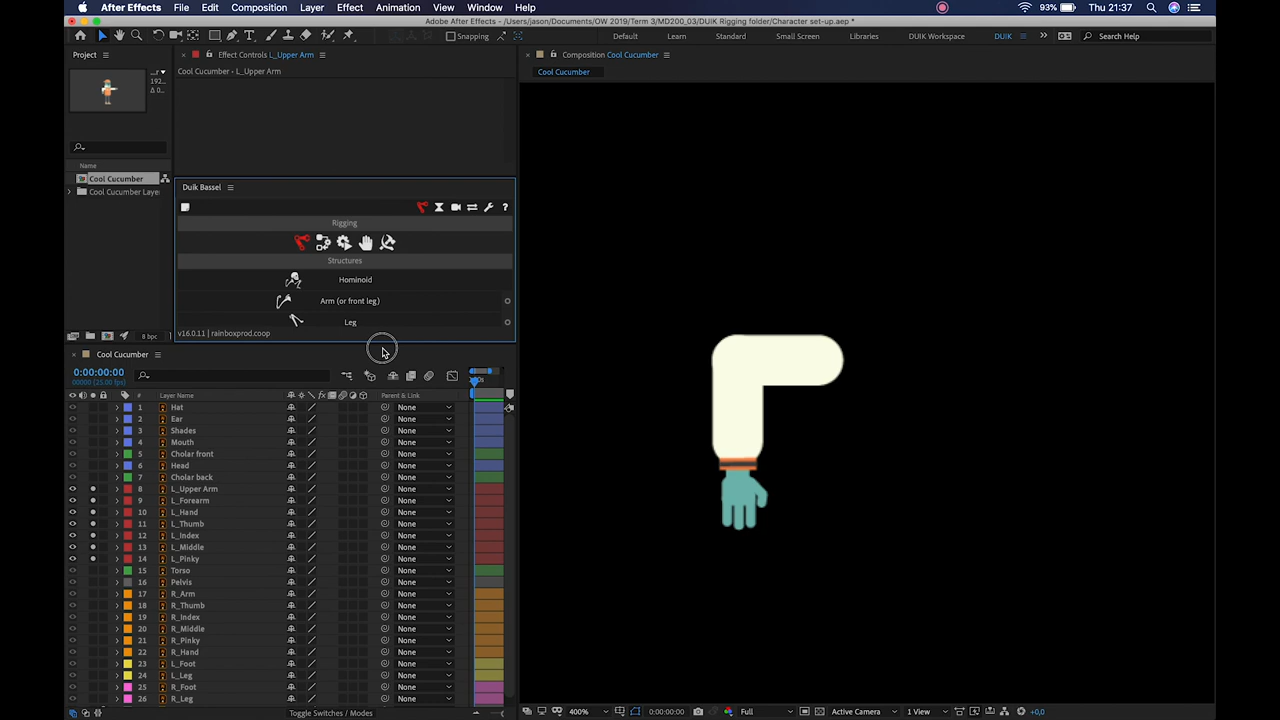 After Effects File Edit Composition Layer Effect Animation View Window Help 93% Thu 21:37
Adobe After Effects - /Users/jason/Documents/OW 2019/Term 3/MD200_03/DUIK Rigging folder/Character set-up.aep *
Snapping Default Learn Standard Small Screen Libraries DUIK DUIK Workspace Search Help
Project Effect Controls L_Upper Arm Composition Cool Cucumber
Cool Cucumber • L_Upper Arm Cool Cucumber
192..
Δ 0...
Name
Cool Cucumber
Cool Cucumber Laye
Duik Bassel
Rigging
Structures
Hominoid
Arm (or front leg)
Leg
v16.0.11 | rainboxprod.coop
8 bpc
Cool Cucumber
0:00:00:00
00000 (25.00 fps)
# Layer Name Parent & Link
1 Hat None
2 Ear None
3 Shades None
4 Mouth None
5 Cholar front None
6 Head None
7 Cholar back None
8 L_Upper Arm None
9 L_Forearm None
10 L_Hand None
11 L_Thumb None
12 L_Index None
13 L_Middle None
14 L_Pinky None
15 Torso None
16 Pelvis None
17 R_Arm None
18 R_Thumb None
19 R_Index None
20 R_Middle None
21 R_Pinky None
22 R_Hand None
23 L_Foot None
24 L_Leg None
25 R_Foot None
26 R_Leg None
Toggle Switches / Modes
400% 0:00:00:00 Full Active Camera 1 View +0,0